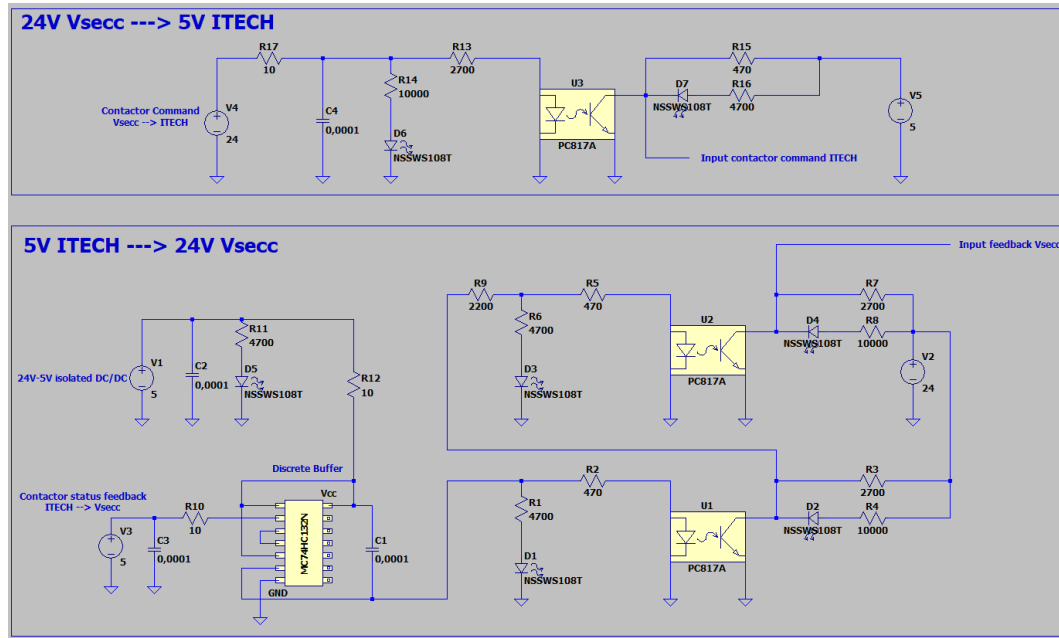 24V Vsecc ---> 5V ITECH
R17
10
R13
2700
R15
470
R14
10000
U3
D7
R16
NSSWS108T
4700
V5
5
Contactor Command
Vsecc --> ITECH
V4
24
C4
0,0001
D6
NSSWS108T
PC817A
Input contactor command ITECH
5V ITECH ---> 24V Vsecc
Input feedback Vsecc
R9
2200
R5
470
R7
2700
R11
4700
R6
4700
U2
D4
R8
NSSWS108T
10000
V1
5
24V-5V isolated DC/DC
C2
0,0001
D5
NSSWS108T
R12
10
D3
NSSWS108T
PC817A
V2
24
Discrete Buffer
Contactor status feedback
ITECH --> Vsecc
Vcc
R10
10
V3
5
C3
0,0001
MC74HC132N
GND
C1
0,0001
R2
470
R3
2700
R1
4700
U1
D2
R4
NSSWS108T
10000
D1
NSSWS108T
PC817A